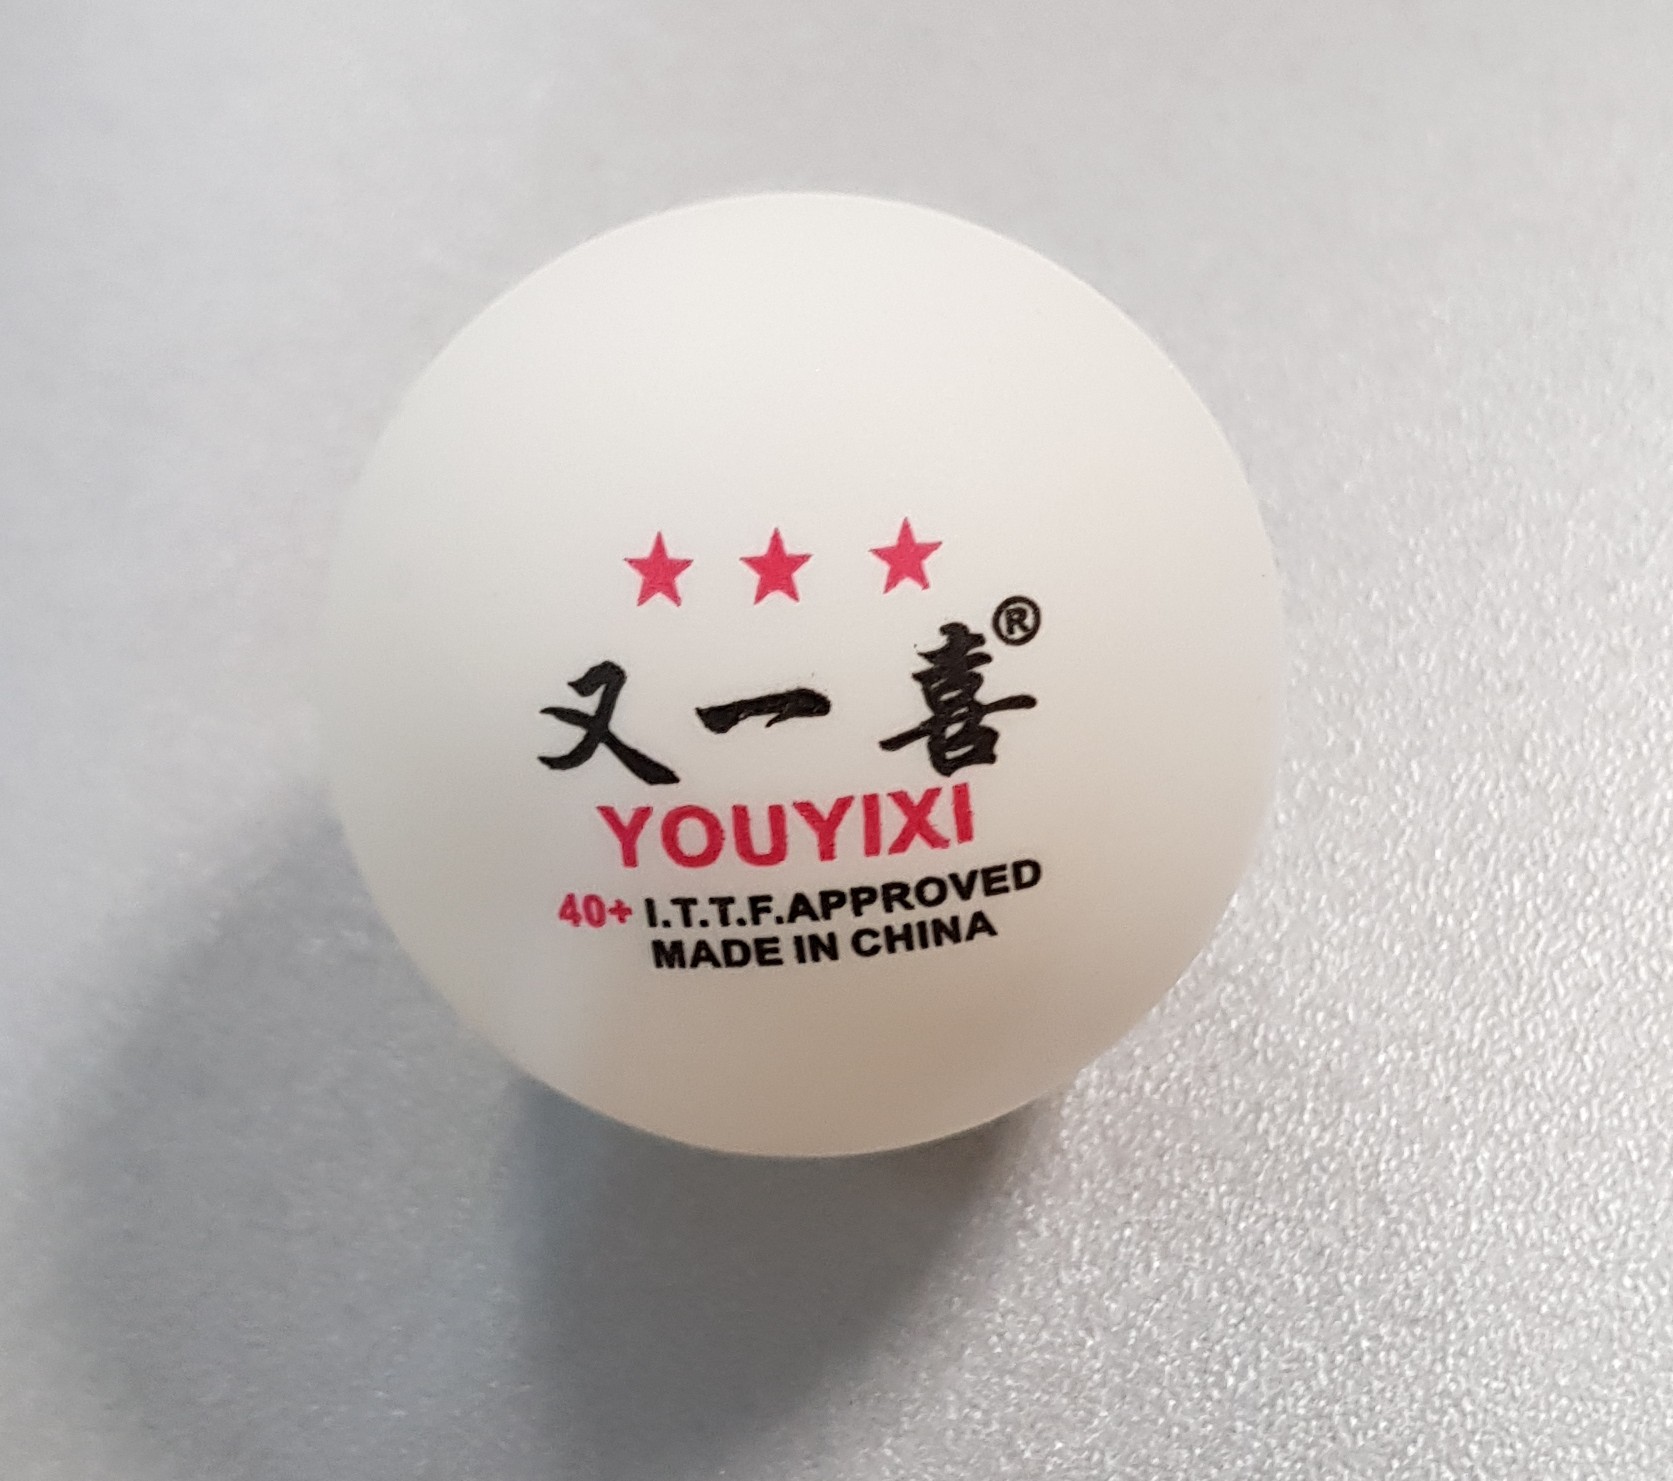 又一喜®
YOUYIXI
40+ I.T.T.F.APPROVED
MADE IN CHINA